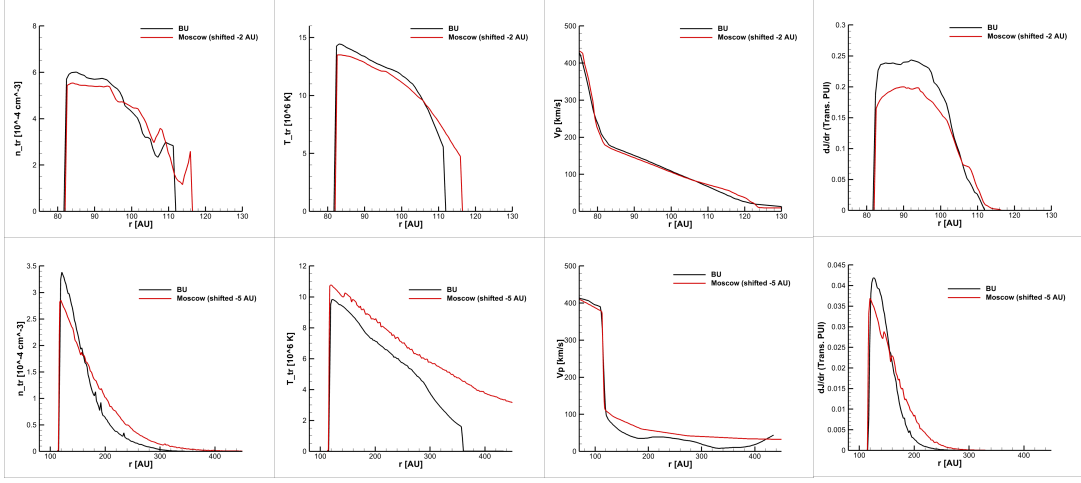 n_tr [10^-4 cm^-3]
8
6
4
2
0
80 90 100 110 120 130
r [AU]
BU
Moscow (shifted -2 AU)
T_tr [10^6 K]
15
10
5
0
80 90 100 110 120 130
r [AU]
BU
Moscow (shifted -2 AU)
Vp [km/s]
500
400
300
200
100
0
80 90 100 110 120 130
r [AU]
BU
Moscow (shifted -2 AU)
dJ/dr (Trans. PUI)
0.3
0.25
0.2
0.15
0.1
0.05
0
80 90 100 110 120 130
r [AU]
BU
Moscow (shifted -2 AU)
n_tr [10^-4 cm^-3]
3.5
3
2.5
2
1.5
1
0.5
0
100 200 300 400
r [AU]
BU
Moscow (shifted -5 AU)
T_tr [10^6 K]
12
10
8
6
4
2
0
100 200 300 400
r [AU]
BU
Moscow (shifted -5 AU)
Vp [km/s]
500
400
300
200
100
0
100 200 300 400
r [AU]
BU
Moscow (shifted -5 AU)
dJ/dr (Trans. PUI)
0.045
0.04
0.035
0.03
0.025
0.02
0.015
0.01
0.005
0
100 200 300 400
r [AU]
BU
Moscow (shifted -5 AU)